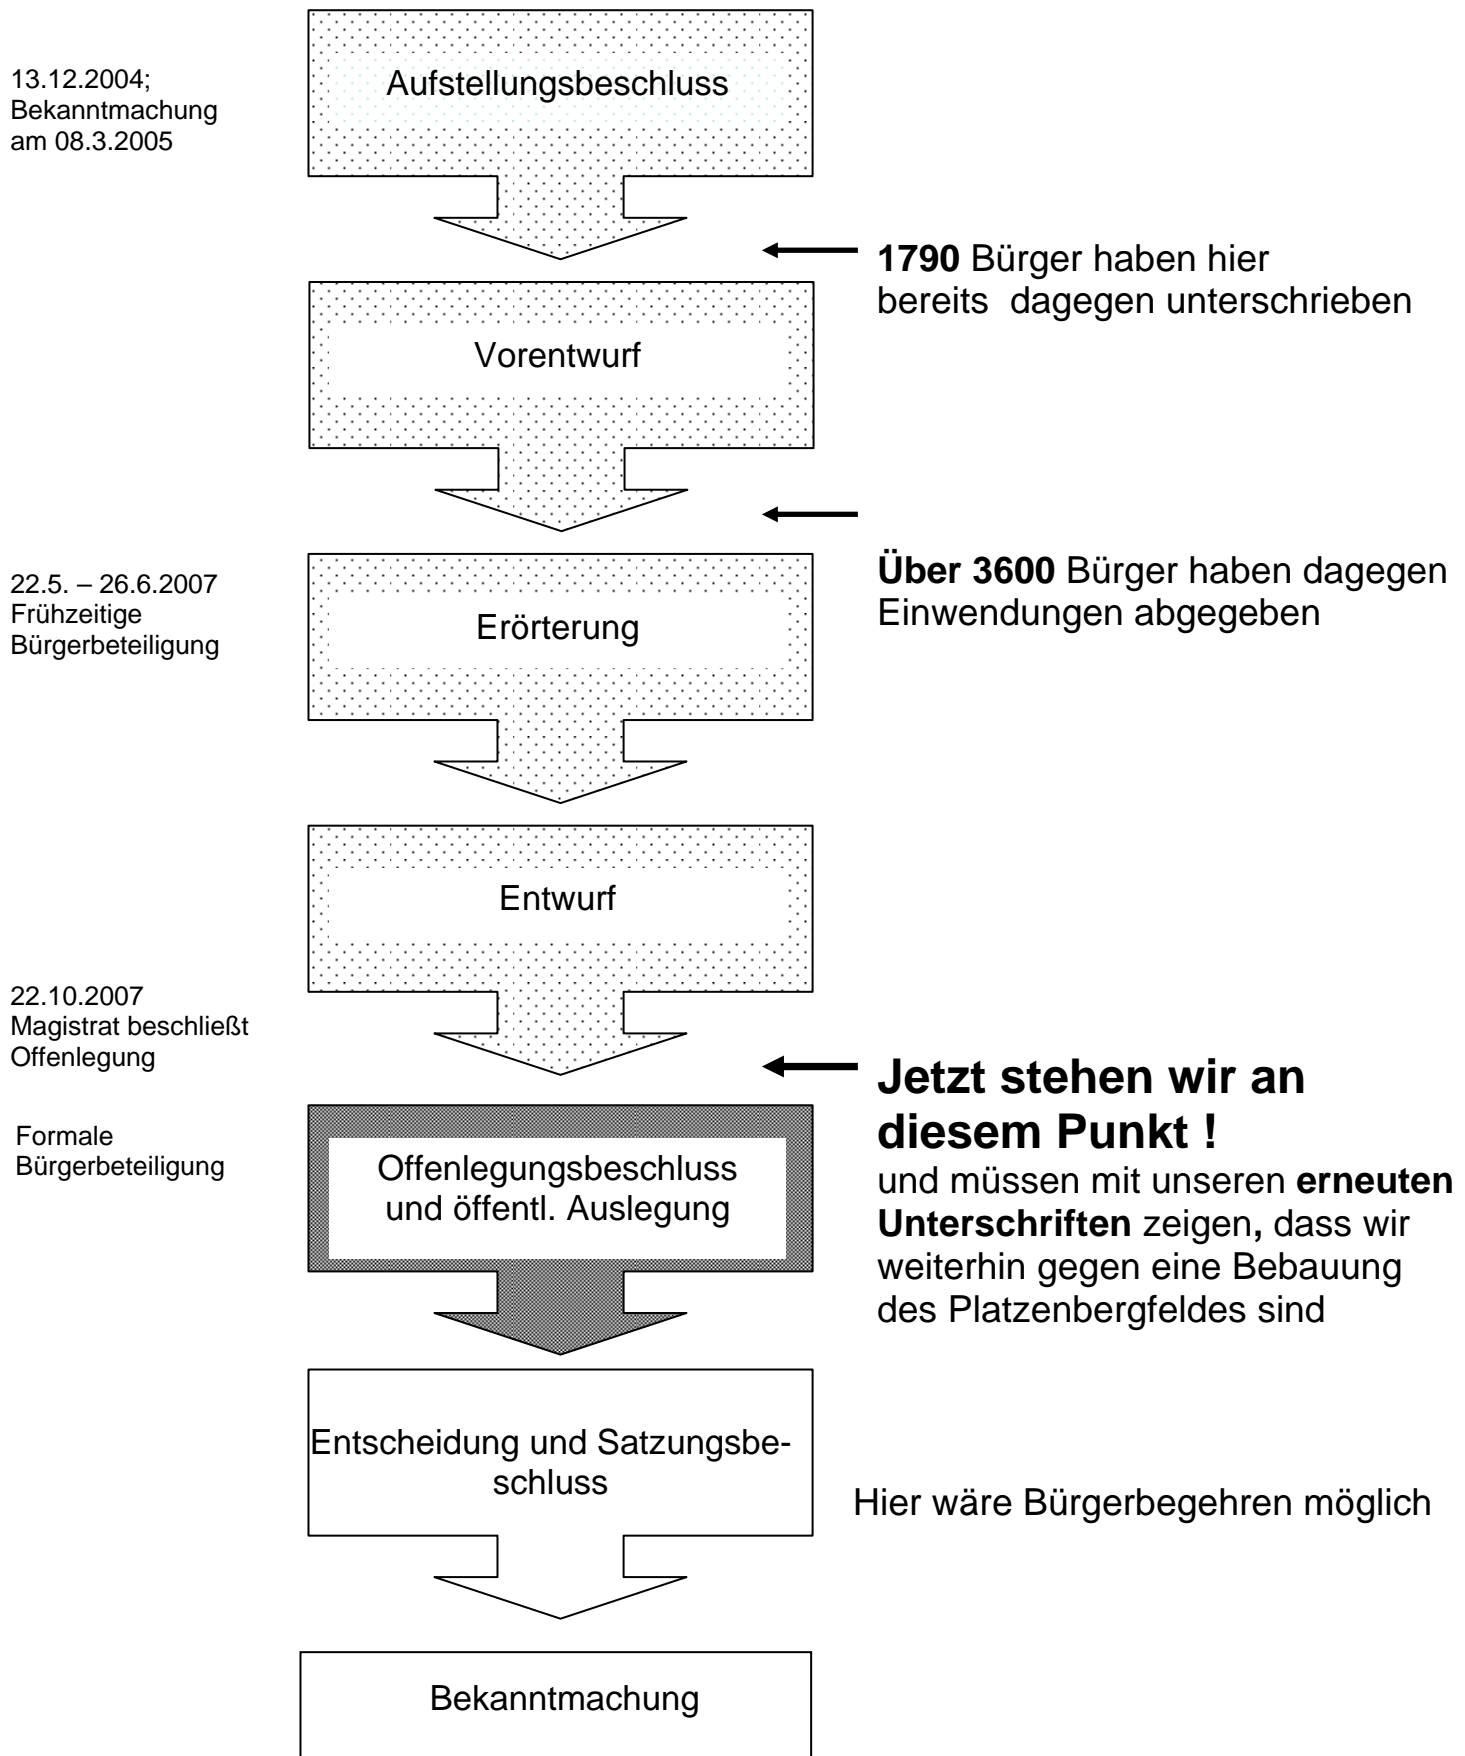 13.12.2004;
Bekanntmachung
am 08.3.2005
Aufstellungsbeschluss
1790 Bürger haben hier
bereits  dagegen unterschrieben
Vorentwurf
Über 3600 Bürger haben dagegen
Einwendungen abgegeben
22.5. – 26.6.2007
Frühzeitige
Bürgerbeteiligung
Erörterung
Entwurf
22.10.2007
Magistrat beschließt
Offenlegung
Jetzt stehen wir an
diesem Punkt !
und müssen mit unseren erneuten
Unterschriften zeigen, dass wir
weiterhin gegen eine Bebauung
des Platzenbergfeldes sind
Formale
Bürgerbeteiligung
Offenlegungsbeschluss
und öffentl. Auslegung
Entscheidung und Satzungsbe-
schluss
Hier wäre Bürgerbegehren möglich
Bekanntmachung